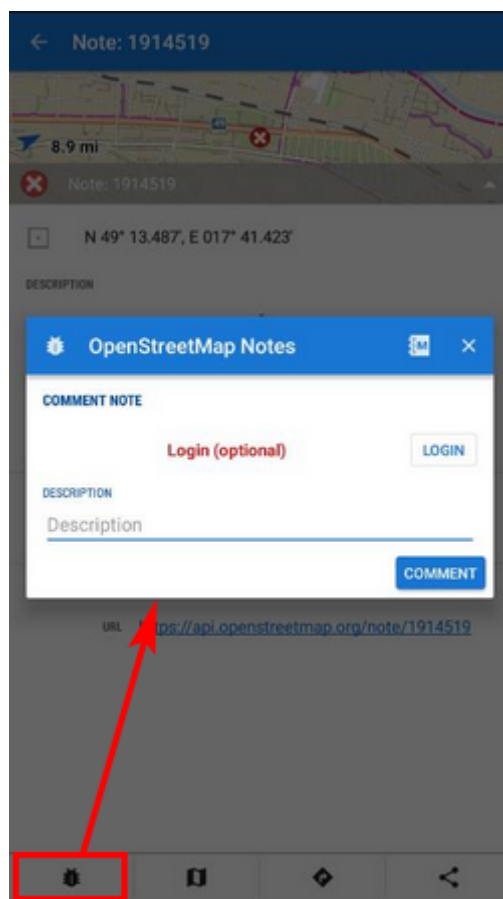 Note: 1914519
8.9 mi
Note: 1914519
N 49° 13.487', E 017° 41.423'
DESCRIPTION
OpenStreetMap Notes
COMMENT NOTE
Login (optional)
LOGIN
DESCRIPTION
Description
COMMENT
URL https://api.openstreetmap.org/note/1914519